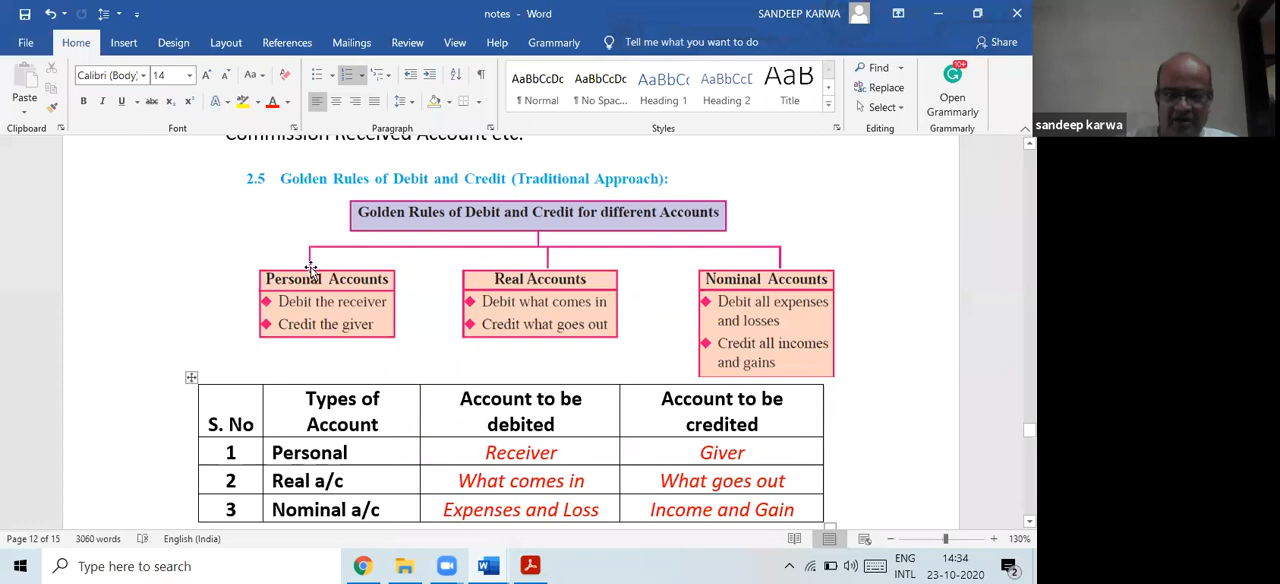 notes - Word
SANDEEP KARWA
File Home Insert Design Layout References Mailings Review View Help Grammarly Tell me what you want to do Share
Paste
Calibri (Body) 14
Aa
B I U abc x₂ x²
AaBbCcDc AaBbCcDc AaBbCc AaBbCcD AaB
¶ Normal ¶ No Spac... Heading 1 Heading 2 Title
Find
Replace
Select
Open
Grammarly
10+
Clipboard Font Paragraph Styles Editing Grammarly
sandeep karwa
Commission Received Account etc.
2.5 Golden Rules of Debit and Credit (Traditional Approach):
Golden Rules of Debit and Credit for different Accounts
Personal Accounts
Debit the receiver
Credit the giver
Real Accounts
Debit what comes in
Credit what goes out
Nominal Accounts
Debit all expenses
and losses
Credit all incomes
and gains
S. No Types of Account Account to be debited Account to be credited
1 Personal Receiver Giver
2 Real a/c What comes in What goes out
3 Nominal a/c Expenses and Loss Income and Gain
Page 12 of 15 3060 words English (India) 130%
Type here to search
ENG
INTL
14:34
23-10-2020
2